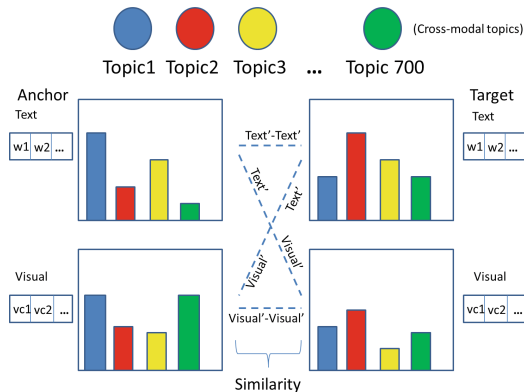 (Cross-modal topics)
Topic1 Topic2 Topic3 ... Topic 700
Anchor
Target
Text
Text
w1 w2 ...
Text'-Text'
w1 w2 ...
Text'
Text'
Visual'
Visual'
Visual
Visual
vc1 vc2 ...
Visual'-Visual'
vc1 vc2 ...
Similarity